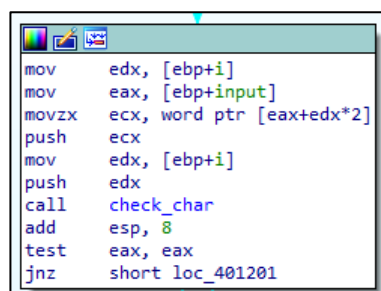 mov edx, [ebp+i]
mov eax, [ebp+input]
movzx ecx, word ptr [eax+edx*2]
push ecx
mov edx, [ebp+i]
push edx
call check_char
add esp, 8
test eax, eax
jnz short loc_401201